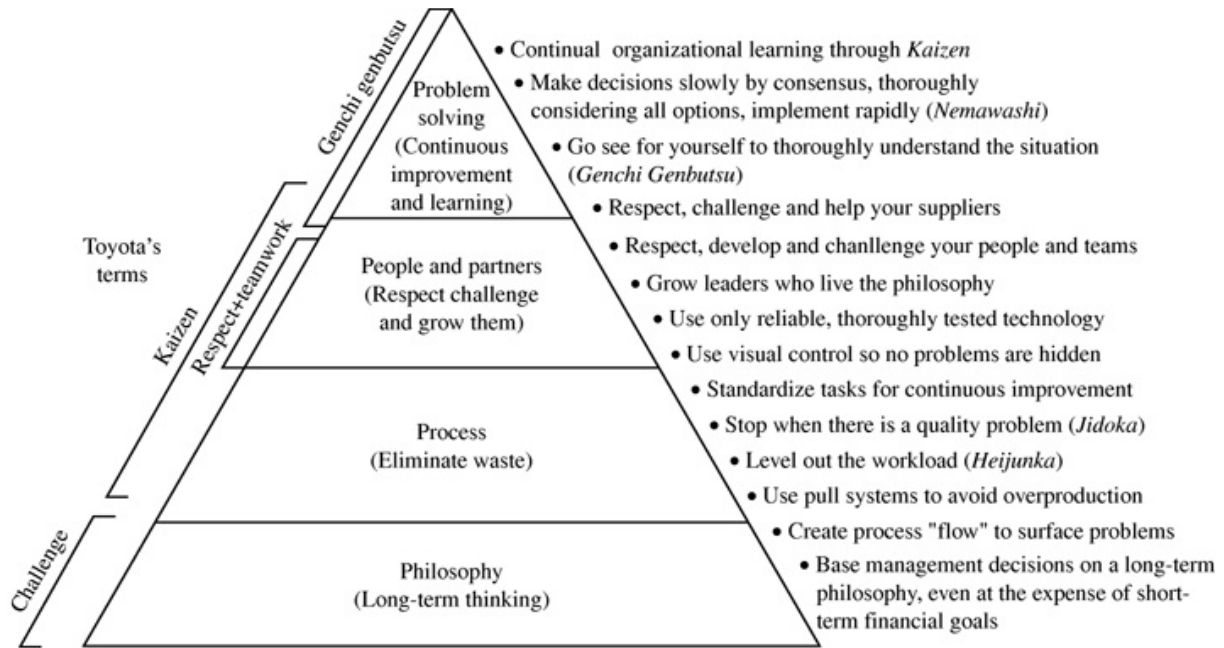 Toyota's
terms
Genchi genbutsu
Kaizen
Respect+teamwork
Challenge
Problem
solving
(Continuous
improvement
and learning)
People and partners
(Respect challenge
and grow them)
Process
(Eliminate waste)
Philosophy
(Long-term thinking)
• Continual organizational learning through Kaizen
• Make decisions slowly by consensus, thoroughly
considering all options, implement rapidly (Nemawashi)
• Go see for yourself to thoroughly understand the situation
(Genchi Genbutsu)
• Respect, challenge and help your suppliers
• Respect, develop and chanllenge your people and teams
• Grow leaders who live the philosophy
• Use only reliable, thoroughly tested technology
• Use visual control so no problems are hidden
• Standardize tasks for continuous improvement
• Stop when there is a quality problem (Jidoka)
• Level out the workload (Heijunka)
• Use pull systems to avoid overproduction
• Create process "flow" to surface problems
• Base management decisions on a long-term
philosophy, even at the expense of short-
term financial goals